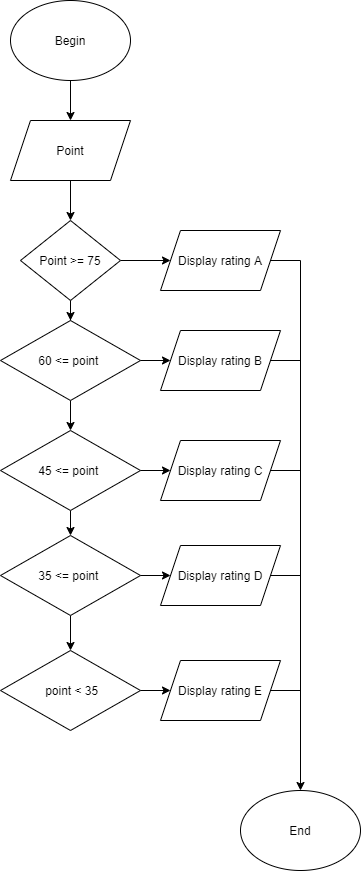 Begin
Point
Point >= 75
Display rating A
60 <= point
Display rating B
45 <= point
Display rating C
35 <= point
Display rating D
point < 35
Display rating E
End